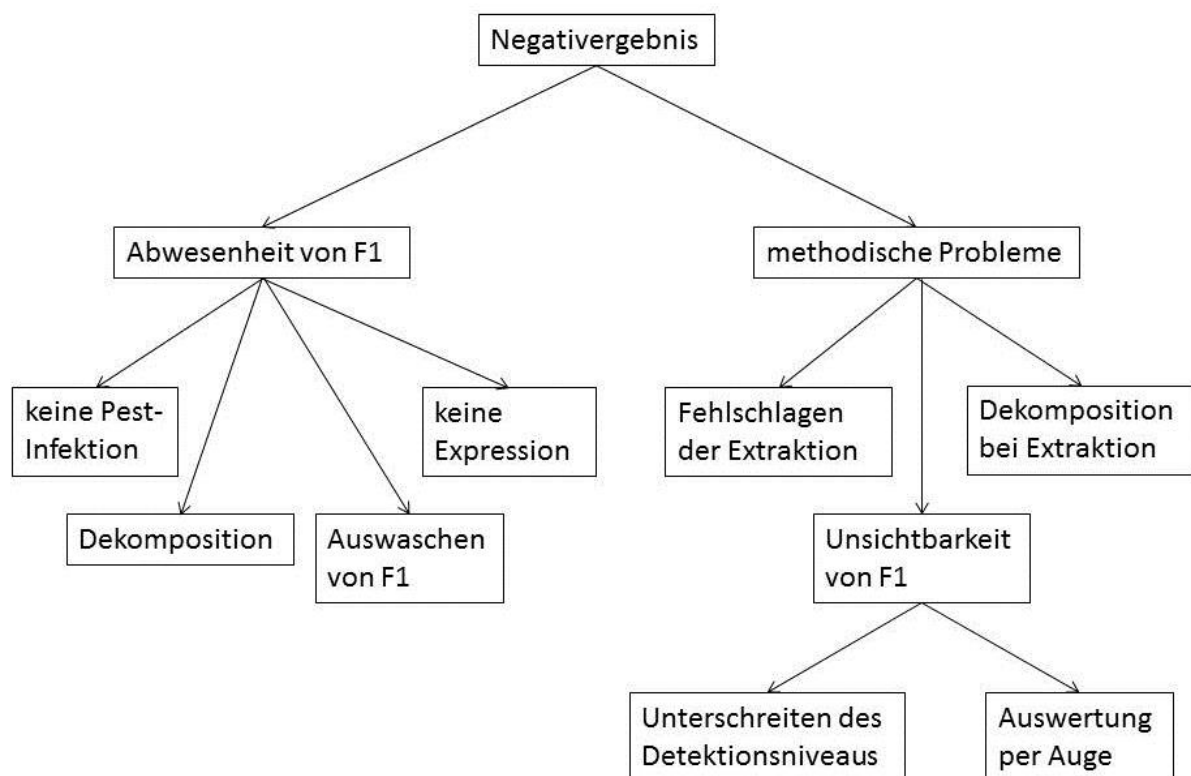 Negativergebnis
Abwesenheit von F1
methodische Probleme
keine Pest-
Infektion
keine
Expression
Fehlschlagen
der Extraktion
Dekomposition
bei Extraktion
Dekomposition
Auswaschen
von F1
Unsichtbarkeit
von F1
Unterschreiten des
Detektionsniveaus
Auswertung
per Auge